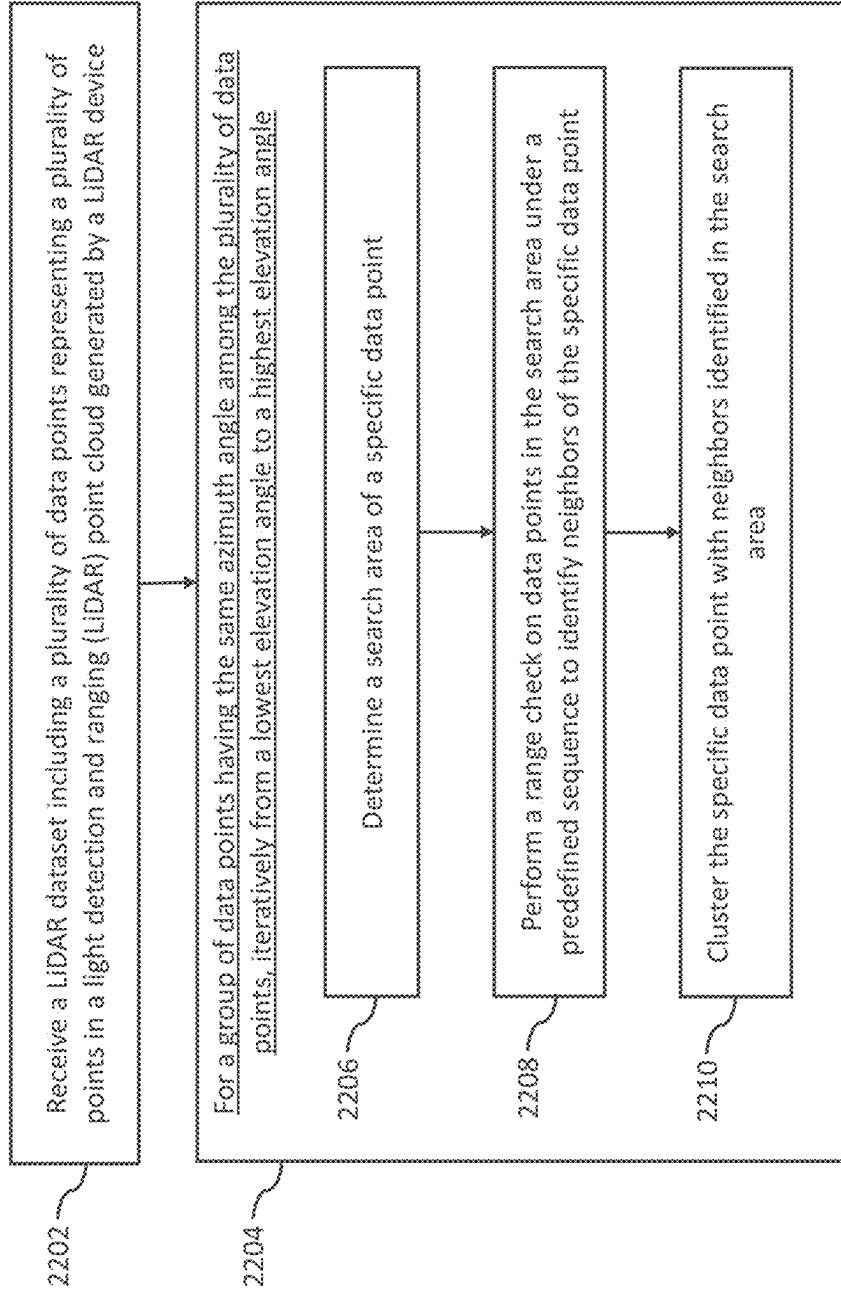 2202
Receive a LiDAR dataset including a plurality of data points representing a plurality of
points in a light detection and ranging (LiDAR) point cloud generated by a LiDAR device
2204
For a group of data points having the same azimuth angle among the plurality of data
points, iteratively from a lowest elevation angle to a highest elevation angle
2206
Determine a search area of a specific data point
2208
Perform a range check on data points in the search area under a
predefined sequence to identify neighbors of the specific data point
2210
Cluster the specific data point with neighbors identified in the search
area